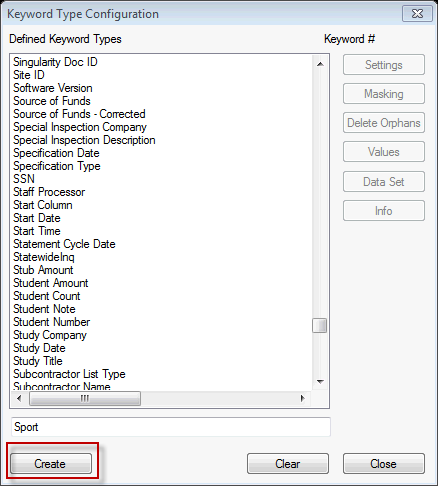 Keyword Type Configuration
Defined Keyword Types
Keyword #
Singularity Doc ID
Site ID
Software Version
Source of Funds
Source of Funds - Corrected
Special Inspection Company
Special Inspection Description
Specification Date
Specification Type
SSN
Staff Processor
Start Column
Start Date
Start Time
Statement Cycle Date
StatewideInq
Stub Amount
Student Amount
Student Count
Student Note
Student Number
Study Company
Study Date
Study Title
Subcontractor List Type
Subcontractor Name
Settings
Masking
Delete Orphans
Values
Data Set
Info
Sport
Create
Clear
Close